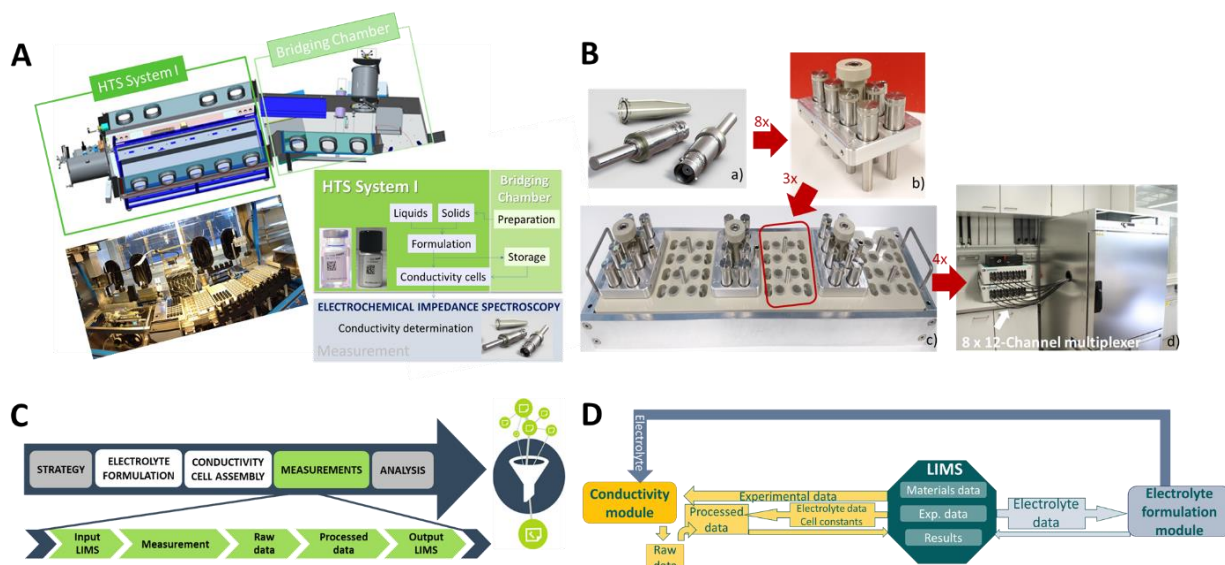 A
HTS System I
Bridging Chamber
HTS System I
Bridging
Chamber
Liquids
Solids
Preparation
Formulation
Storage
Conductivity cells
ELECTROCHEMICAL IMPEDANCE SPECTROSCOPY
Conductivity determination
Measurement
B
8x
a)
b)
3x
c)
4x
8 x 12-Channel multiplexer
d)
C
STRATEGY
ELECTROLYTE
FORMULATION
CONDUCTIVITY
CELL ASSEMBLY
MEASUREMENTS
ANALYSIS
Input
LIMS
Measurement
Raw
data
Processed
data
Output
LIMS
D
Electrolyte
LIMS
Materials data
Exp. data
Results
Conductivity
module
Experimental data
Processed
data
Electrolyte data
Cell constants
Raw
data
Electrolyte
data
Electrolyte
formulation
module